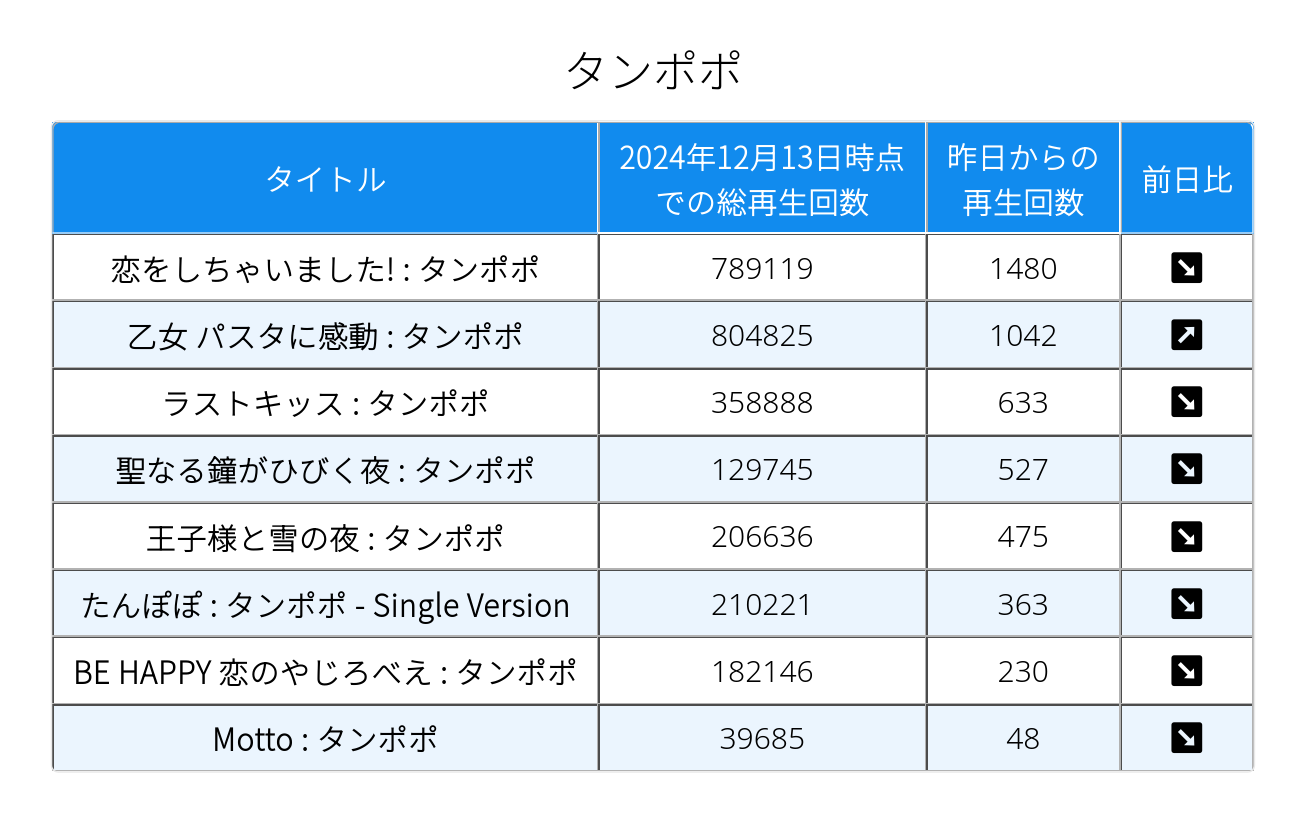 タンポポ
タイトル 2024年12月13日時点での総再生回数 昨日からの再生回数 前日比
恋をしちゃいました! : タンポポ 789119 1480 ↘
乙女 パスタに感動 : タンポポ 804825 1042 ↗
ラストキッス : タンポポ 358888 633 ↘
聖なる鐘がひびく夜 : タンポポ 129745 527 ↘
王子様と雪の夜 : タンポポ 206636 475 ↘
たんぽぽ : タンポポ - Single Version 210221 363 ↘
BE HAPPY 恋のやじろべえ : タンポポ 182146 230 ↘
Motto : タンポポ 39685 48 ↘